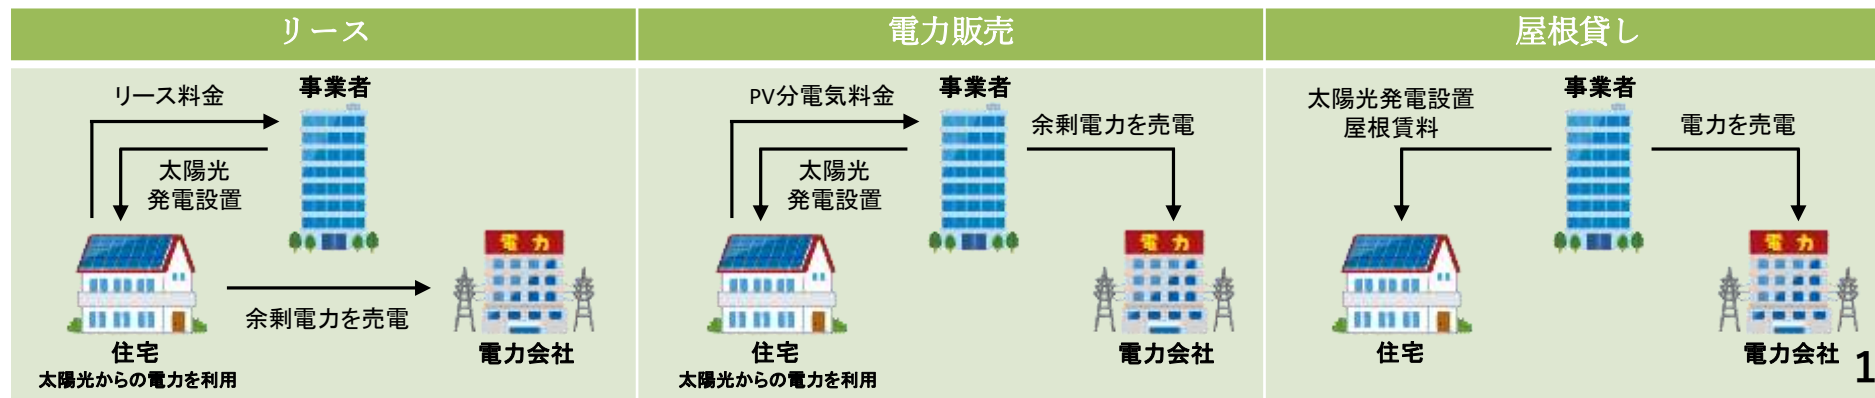 リース
リース料金
事業者
太陽光
発電設置
電力
余剰電力を売電
住宅
電力会社
太陽光からの電力を利用
電力販売
PV分電気料金
事業者
余剰電力を売電
太陽光
発電設置
電力
住宅
電力会社
太陽光からの電力を利用
屋根貸し
太陽光発電設置
屋根賃料
事業者
電力を売電
電力
住宅
電力会社
1